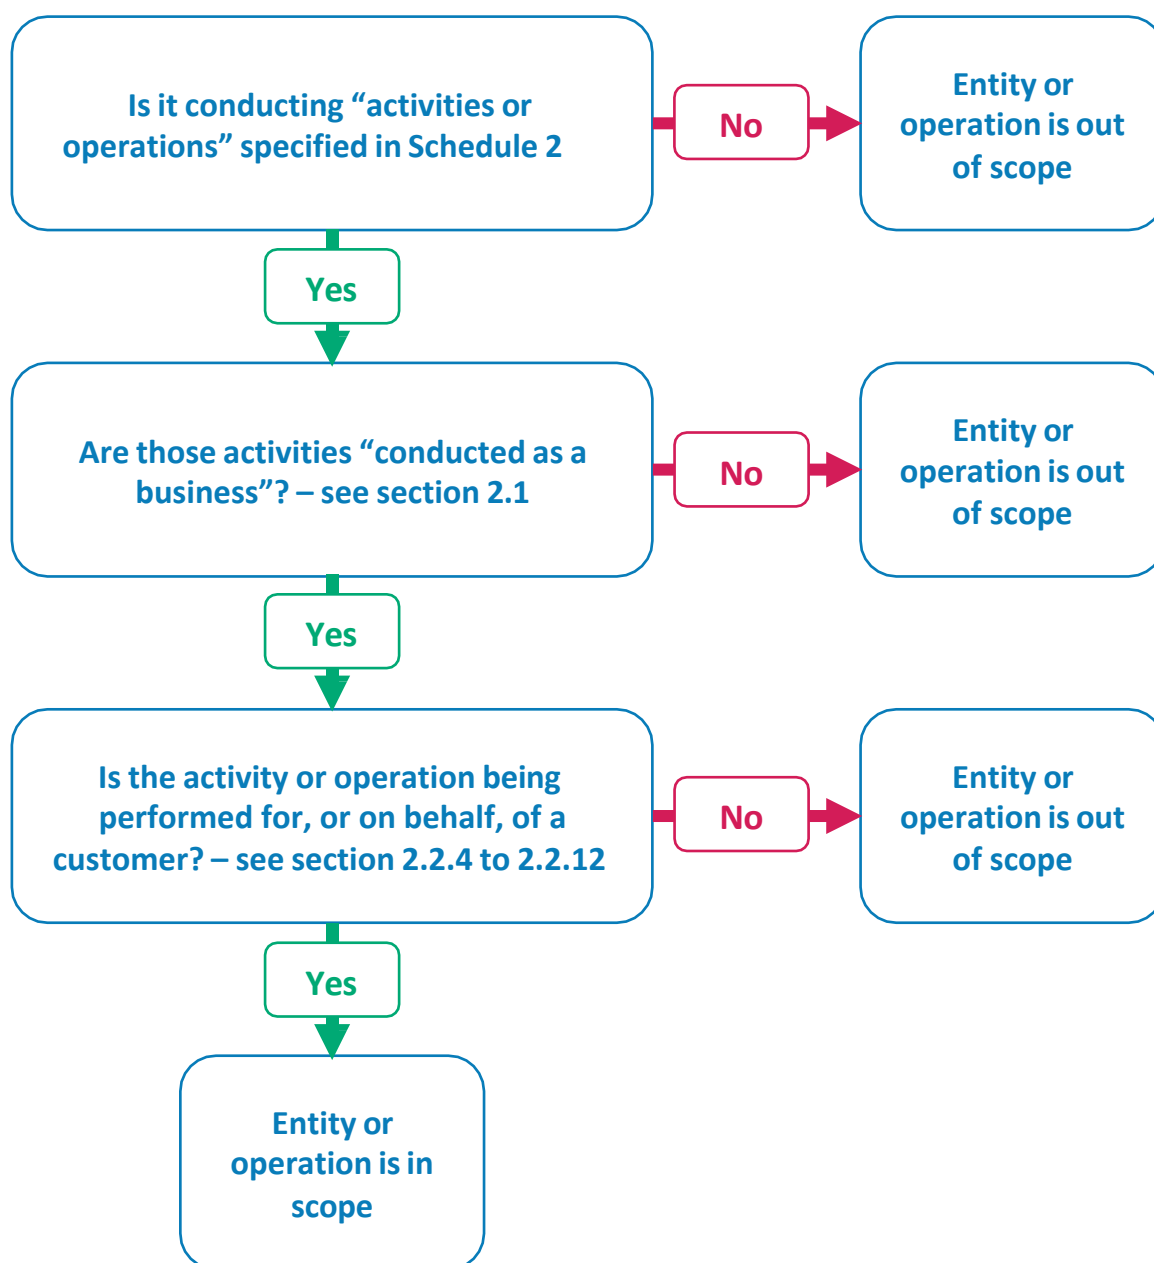 Is it conducting “activities or
operations” specified in Schedule 2
No
Entity or
operation is out
of scope
Yes
Are those activities “conducted as a
business”? – see section 2.1
No
Entity or
operation is out
of scope
Yes
Is the activity or operation being
performed for, or on behalf, of a
customer? – see section 2.2.4 to 2.2.12
No
Entity or
operation is out
of scope
Yes
Entity or
operation is in
scope